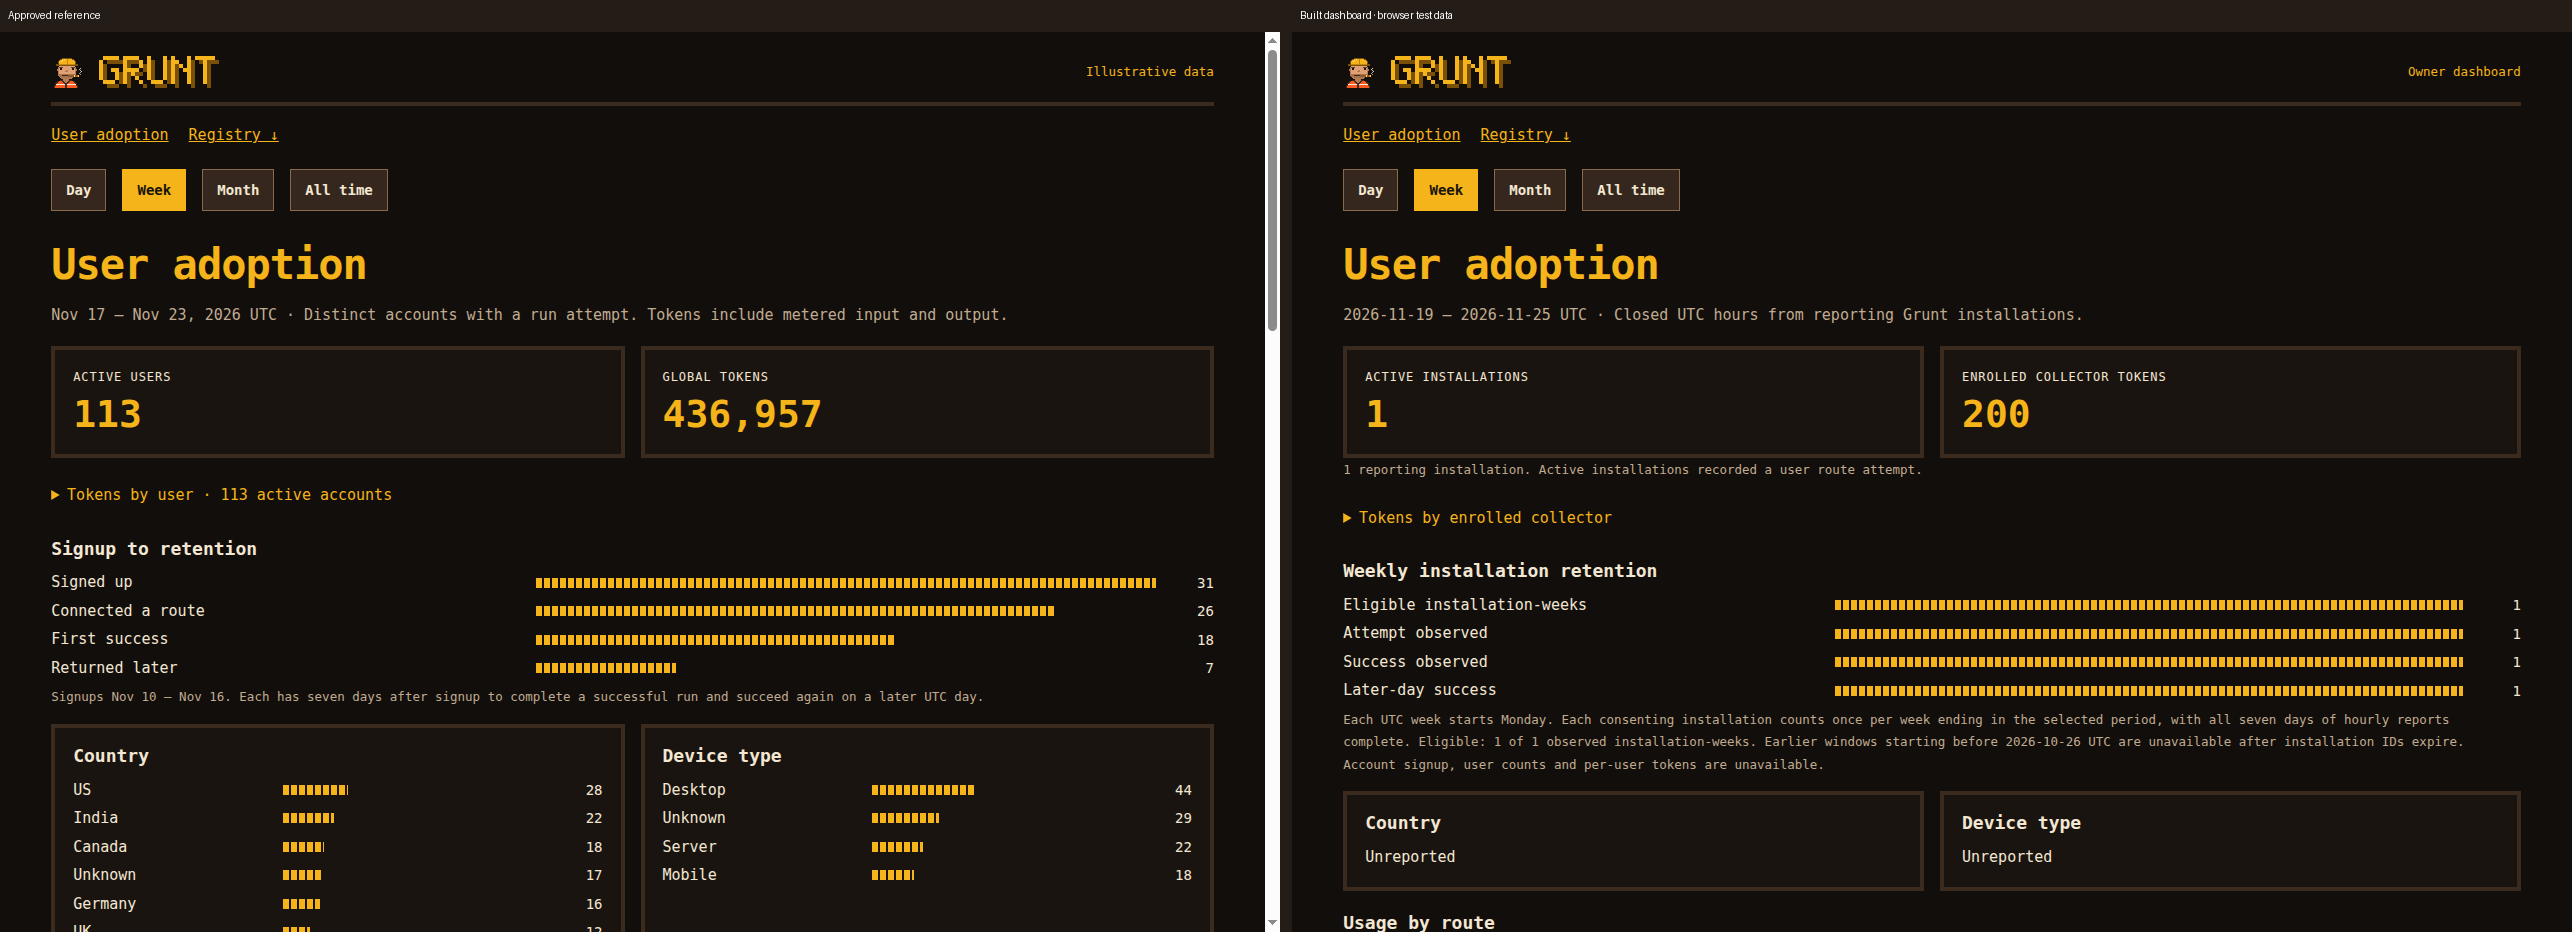 Approved reference
GRUNT
Illustrative data
User adoption Registry ↓
Day Week Month All time
User adoption
Nov 17 — Nov 23, 2026 UTC · Distinct accounts with a run attempt. Tokens include metered input and output.
ACTIVE USERS
113
GLOBAL TOKENS
436,957
▶ Tokens by user · 113 active accounts
Signup to retention
Signed up 31
Connected a route 26
First success 18
Returned later 7
Signups Nov 10 — Nov 16. Each has seven days after signup to complete a successful run and succeed again on a later UTC day.
Country
US 28
India 22
Canada 18
Unknown 17
Germany 16
UK 12
Device type
Desktop 44
Unknown 29
Server 22
Mobile 18
Built dashboard · browser test data
GRUNT
Owner dashboard
User adoption Registry ↓
Day Week Month All time
User adoption
2026-11-19 — 2026-11-25 UTC · Closed UTC hours from reporting Grunt installations.
ACTIVE INSTALLATIONS
1
ENROLLED COLLECTOR TOKENS
200
1 reporting installation. Active installations recorded a user route attempt.
▶ Tokens by enrolled collector
Weekly installation retention
Eligible installation-weeks 1
Attempt observed 1
Success observed 1
Later-day success 1
Each UTC week starts Monday. Each consenting installation counts once per week ending in the selected period, with all seven days of hourly reports
complete. Eligible: 1 of 1 observed installation-weeks. Earlier windows starting before 2026-10-26 UTC are unavailable after installation IDs expire.
Account signup, user counts and per-user tokens are unavailable.
Country
Unreported
Device type
Unreported
Usage by route